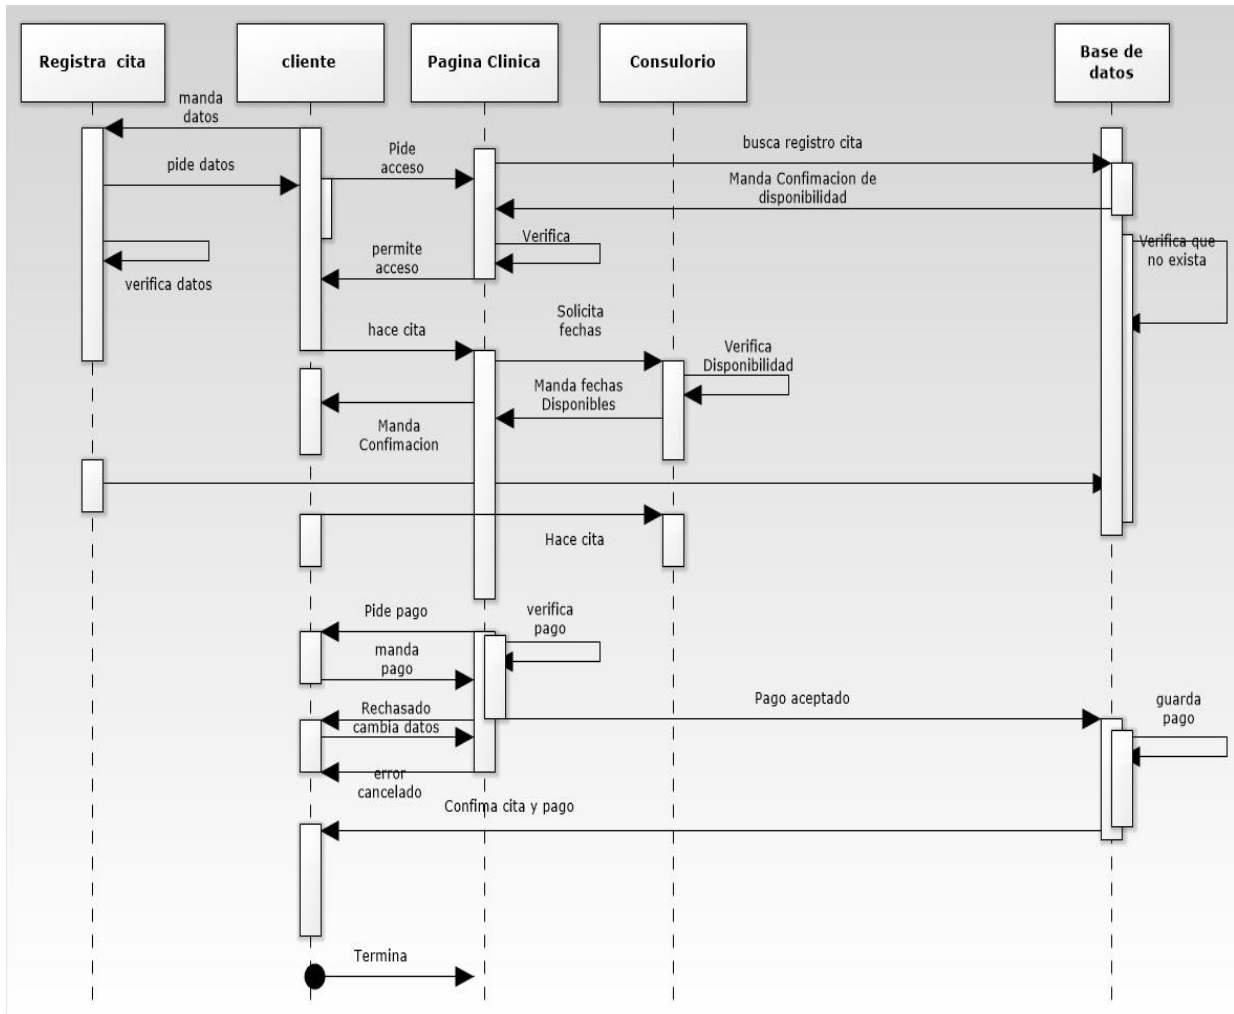 Registra cita
cliente
Pagina Clinica
Consulorio
Base de
datos
manda
datos
Pide
acceso
busca registro cita
pide datos
Manda Confimacion de
disponibilidad
Verifica
Verifica que
no exista
permite
acceso
verifica datos
Solicita
fechas
hace cita
Verifica
Disponibilidad
Manda fechas
Disponibles
Manda
Confimacion
Hace cita
Pide pago
verifica
pago
manda
pago
Pago aceptado
guarda
pago
Rechasado
cambia datos
error
cancelado
Confima cita y pago
Termina